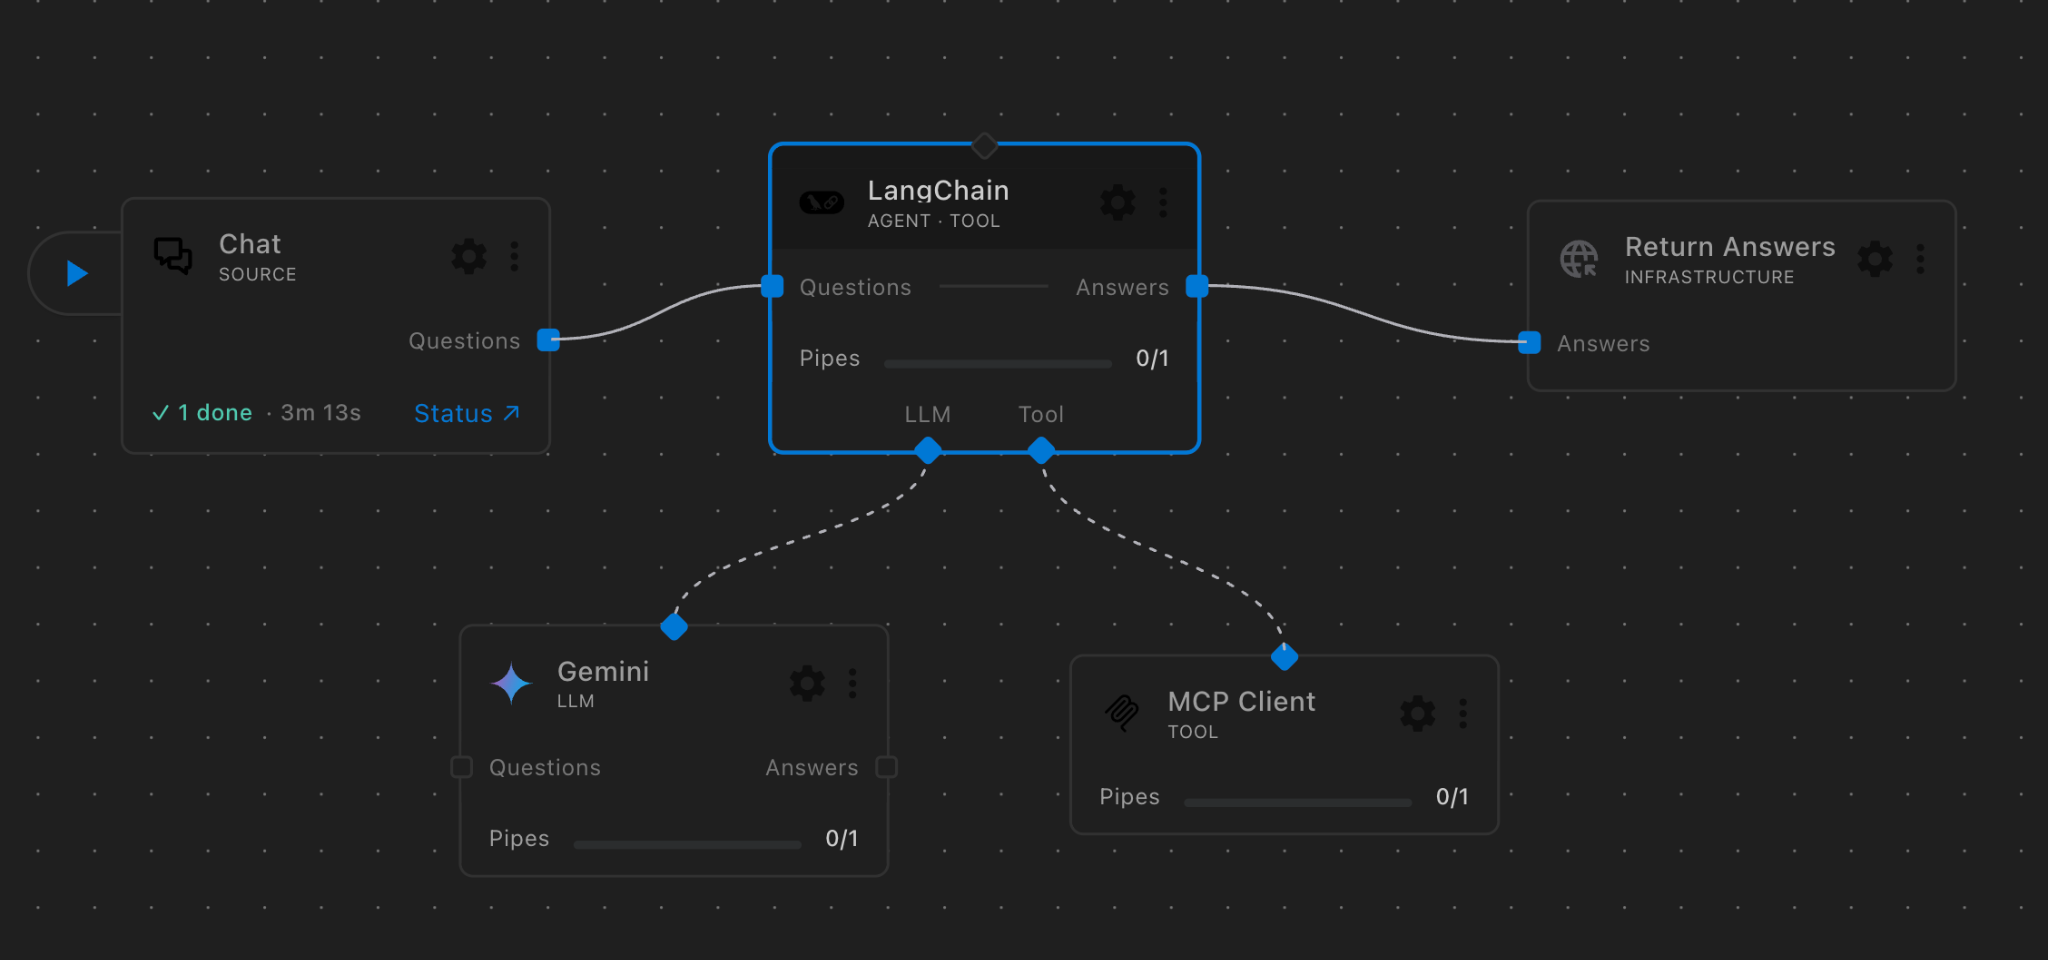 Chat
SOURCE
Questions
✓ 1 done · 3m 13s Status ↗
LangChain
AGENT · TOOL
Questions Answers
Pipes 0/1
LLM Tool
Return Answers
INFRASTRUCTURE
Answers
Gemini
LLM
Questions Answers
Pipes 0/1
MCP Client
TOOL
Pipes 0/1